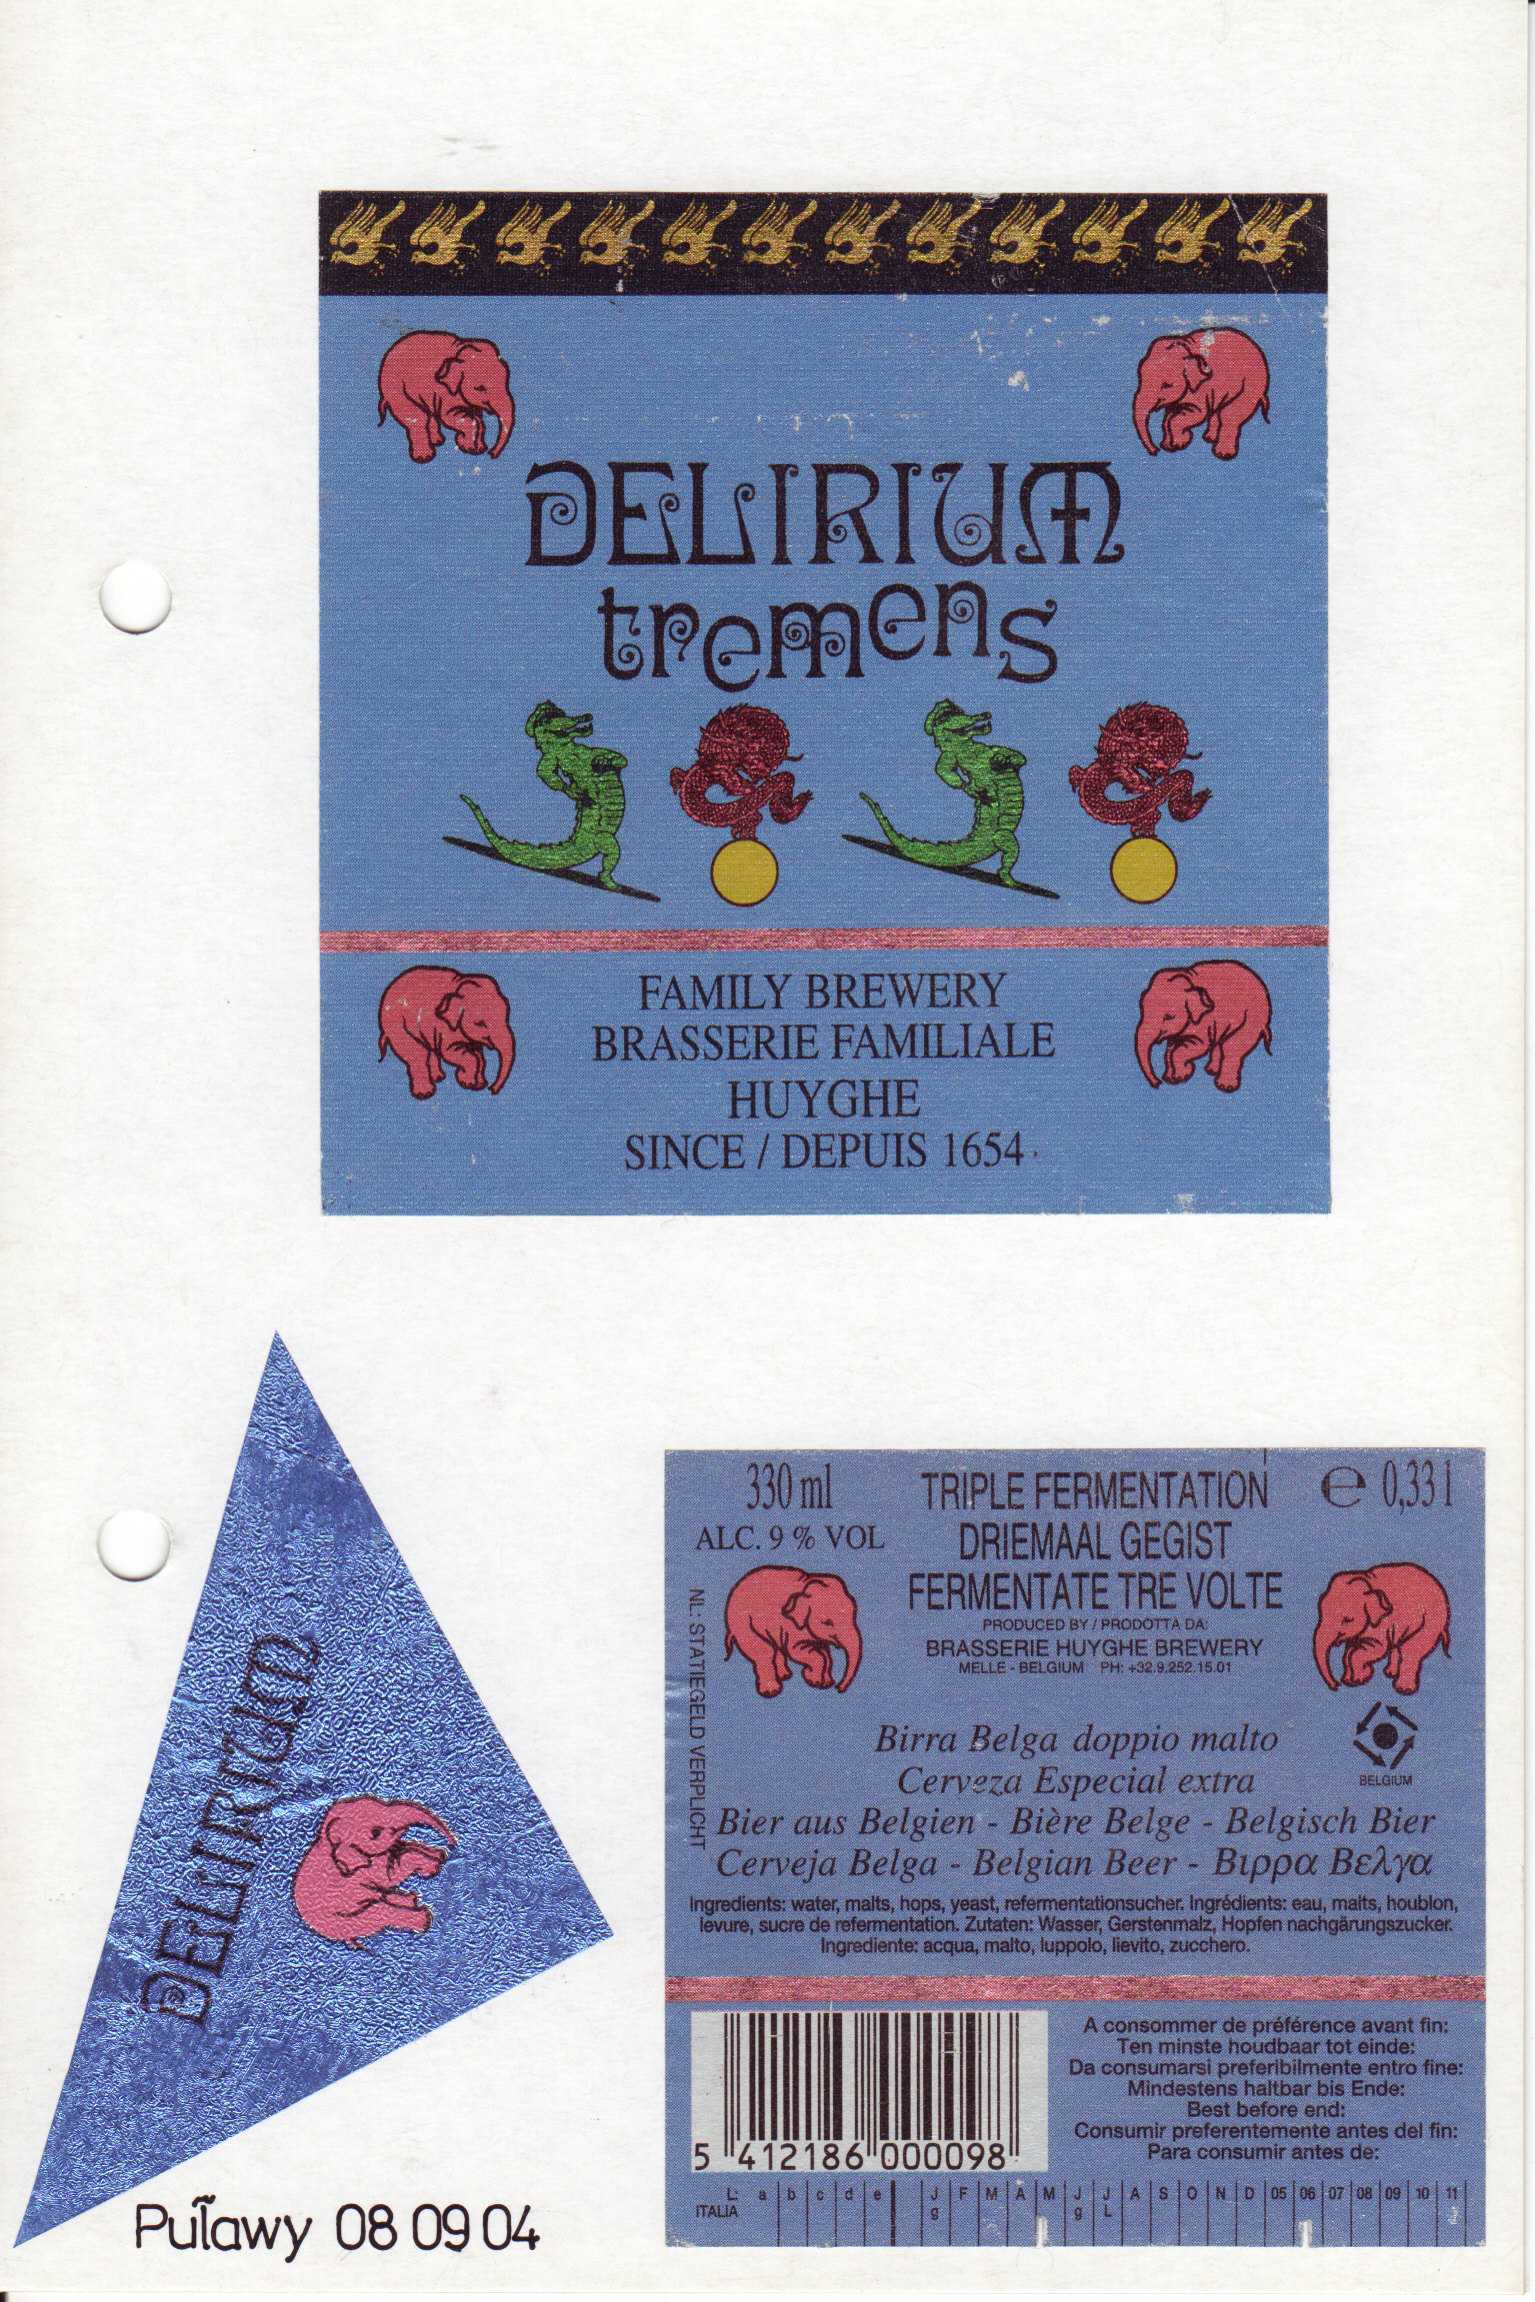 DELIRIUM
tremens
FAMILY BREWERY
BRASSERIE FAMILIALE
HUYGHE
SINCE / DEPUIS 1654
DELIRIUM
Puławy 08 09 04
330 ml
ALC. 9 % VOL
TRIPLE FERMENTATION
DRIEMAAL GEGIST
FERMENTATE TRE VOLTE
℮ 0,33 l
PRODUCED BY / PRODOTTA DA:
BRASSERIE HUYGHE BREWERY
MELLE - BELGIUM PH: +32.9.252.15.01
NL: STATIEGELD VERPLICHT
BELGIUM
Birra Belga doppio malto
Cerveza Especial extra
Bier aus Belgien - Bière Belge - Belgisch Bier
Cerveja Belga - Belgian Beer - Βιρρα Βελγα
Ingredients: water, malts, hops, yeast, refermentationsucher. Ingrédients: eau, malts, houblon,
levure, sucre de refermentation. Zutaten: Wasser, Gerstenmalz, Hopfen nachgärungszucker.
Ingrediente: acqua, malto, luppolo, lievito, zucchero.
5 412186 000098
A consommer de préférence avant fin:
Ten minste houdbaar tot einde:
Da consumarsi preferibilmente entro fine:
Mindestens haltbar bis Ende:
Best before end:
Consumir preferentemente antes del fin:
Para consumir antes de:
L: a b c d e J F M A M J J A S O N D 05 06 07 08 09 10 11
ITALIA g g L J